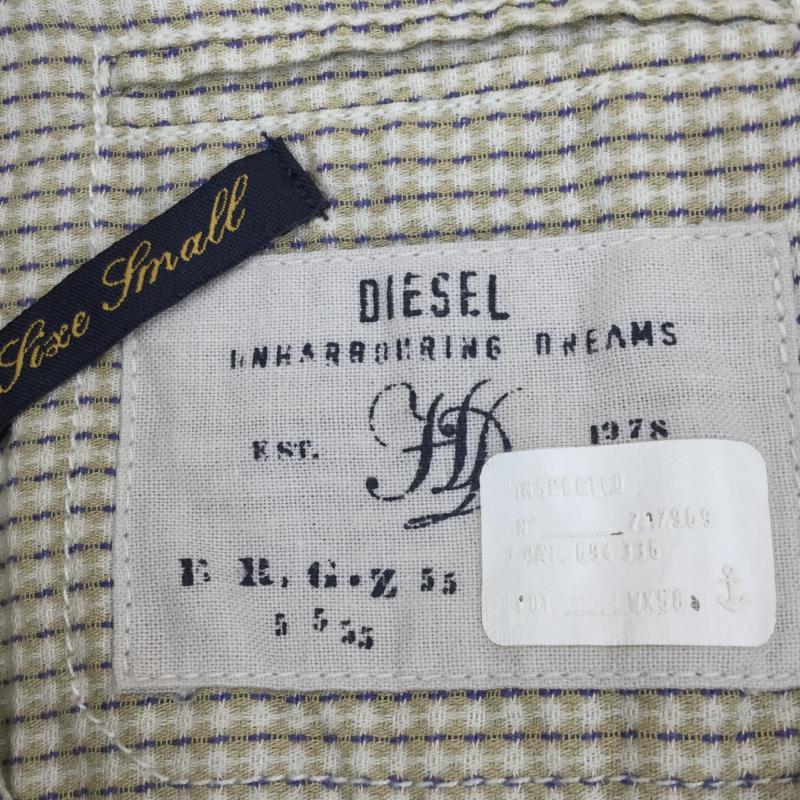 Size Small
DIESEL
UNHARBOURING DREAMS
EST. 1978
E R. G.Z 55
5 5 55
INSPECTED
N° 217969
PAT. 694 336